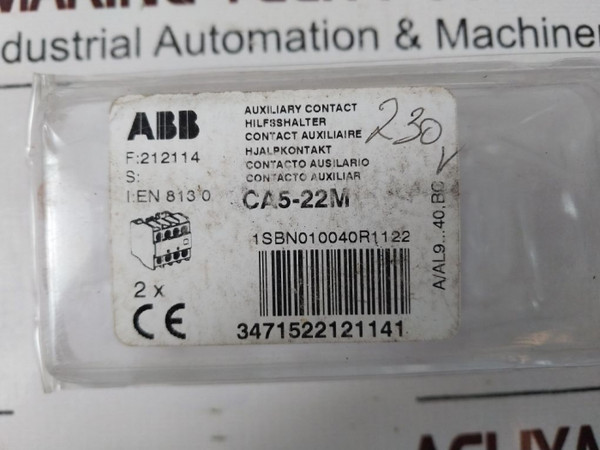 ndustrial Automation & Machine
ABB
F:212114
S:
I:EN 813 0
2 x
CE
AUXILIARY CONTACT
HILFSSHALTER
CONTACT AUXILIAIRE
HJALPKONTAKT
CONTACTO AUSILARIO
CONTACTO AUXILIAR
230
V
CA5-22M
1SBN010040R1122
3471522121141
A/AL9...40,BC